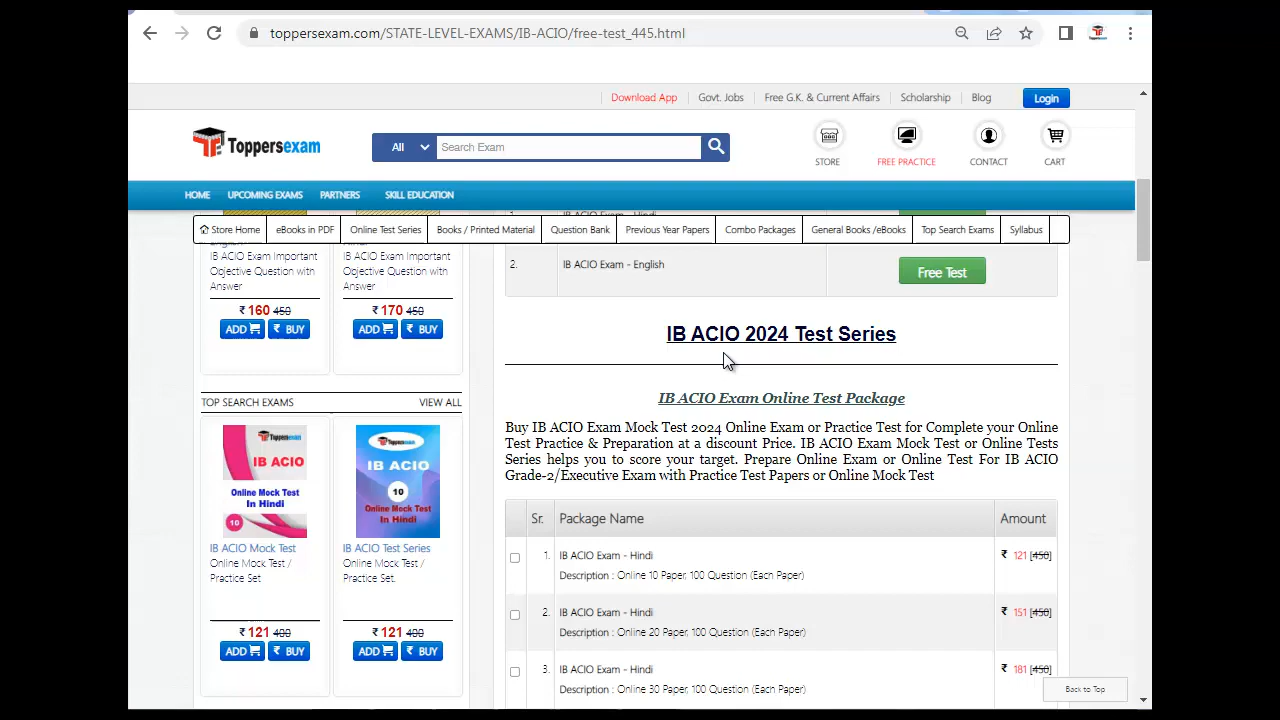 toppersexam.com/STATE-LEVEL-EXAMS/IB-ACIO/free-test_445.html
Download App
Govt. Jobs
Free G.K. & Current Affairs
Scholarship
Blog
Login
Toppersexam
All
Search Exam
STORE
FREE PRACTICE
CONTACT
CART
HOME
UPCOMING EXAMS
PARTNERS
SKILL EDUCATION
Store Home
eBooks in PDF
Online Test Series
Books / Printed Material
Question Bank
Previous Year Papers
Combo Packages
General Books /eBooks
Top Search Exams
Syllabus
IB ACIO Exam Important
Oojective Question with
Answer
₹ 160 450
ADD
₹ BUY
IB ACIO Exam Important
Oojective Question with
Answer
₹ 170 450
ADD
₹ BUY
TOP SEARCH EXAMS
VIEW ALL
Toppersexam
IB ACIO
Online Mock Test
In Hindi
10
IB ACIO Mock Test
Online Mock Test /
Practice Set
₹ 121 400
ADD
₹ BUY
Toppersexam
IB ACIO
10
Online Mock Test
In Hindi
IB ACIO Test Series
Online Mock Test /
Practice Set.
₹ 121 400
ADD
₹ BUY
2.
IB ACIO Exam - English
Free Test
IB ACIO 2024 Test Series
IB ACIO Exam Online Test Package
Buy IB ACIO Exam Mock Test 2024 Online Exam or Practice Test for Complete your Online
Test Practice & Preparation at a discount Price. IB ACIO Exam Mock Test or Online Tests
Series helps you to score your target. Prepare Online Exam or Online Test For IB ACIO
Grade-2/Executive Exam with Practice Test Papers or Online Mock Test
Sr.
Package Name
Amount
1.
IB ACIO Exam - Hindi
₹ 121 [450]
Description : Online 10 Paper, 100 Question (Each Paper)
2.
IB ACIO Exam - Hindi
₹ 151 [450]
Description : Online 20 Paper, 100 Question (Each Paper)
3.
IB ACIO Exam - Hindi
₹ 181 [450]
Description : Online 30 Paper, 100 Question (Each Paper)
Back to Top